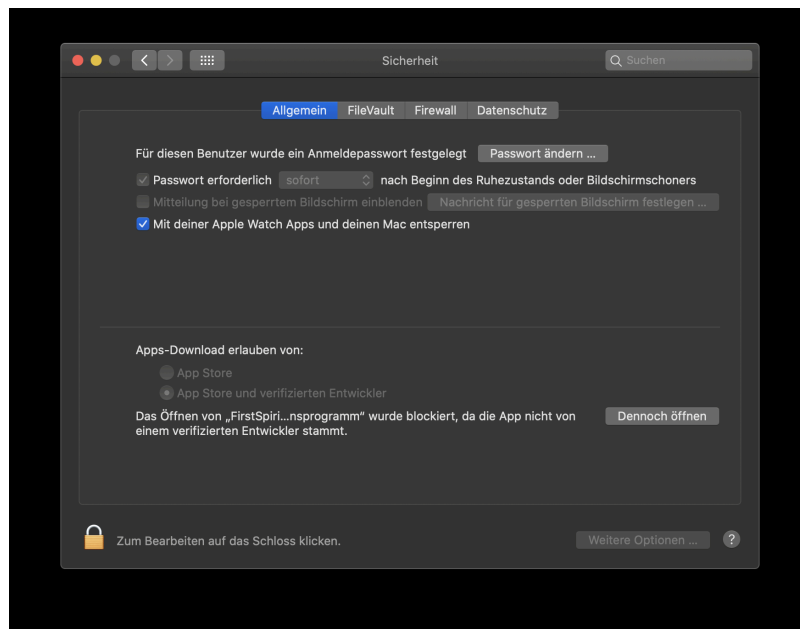 Sicherheit
Suchen
Allgemein FileVault Firewall Datenschutz
Für diesen Benutzer wurde ein Anmeldepasswort festgelegt Passwort ändern ...
Passwort erforderlich sofort nach Beginn des Ruhezustands oder Bildschirmschoners
Mitteilung bei gesperrtem Bildschirm einblenden Nachricht für gesperrten Bildschirm festlegen ...
Mit deiner Apple Watch Apps und deinen Mac entsperren
Apps-Download erlauben von:
App Store
App Store und verifizierten Entwickler
Das Öffnen von „FirstSpiri...nsprogramm“ wurde blockiert, da die App nicht von
einem verifizierten Entwickler stammt.
Dennoch öffnen
Zum Bearbeiten auf das Schloss klicken.
Weitere Optionen ... ?